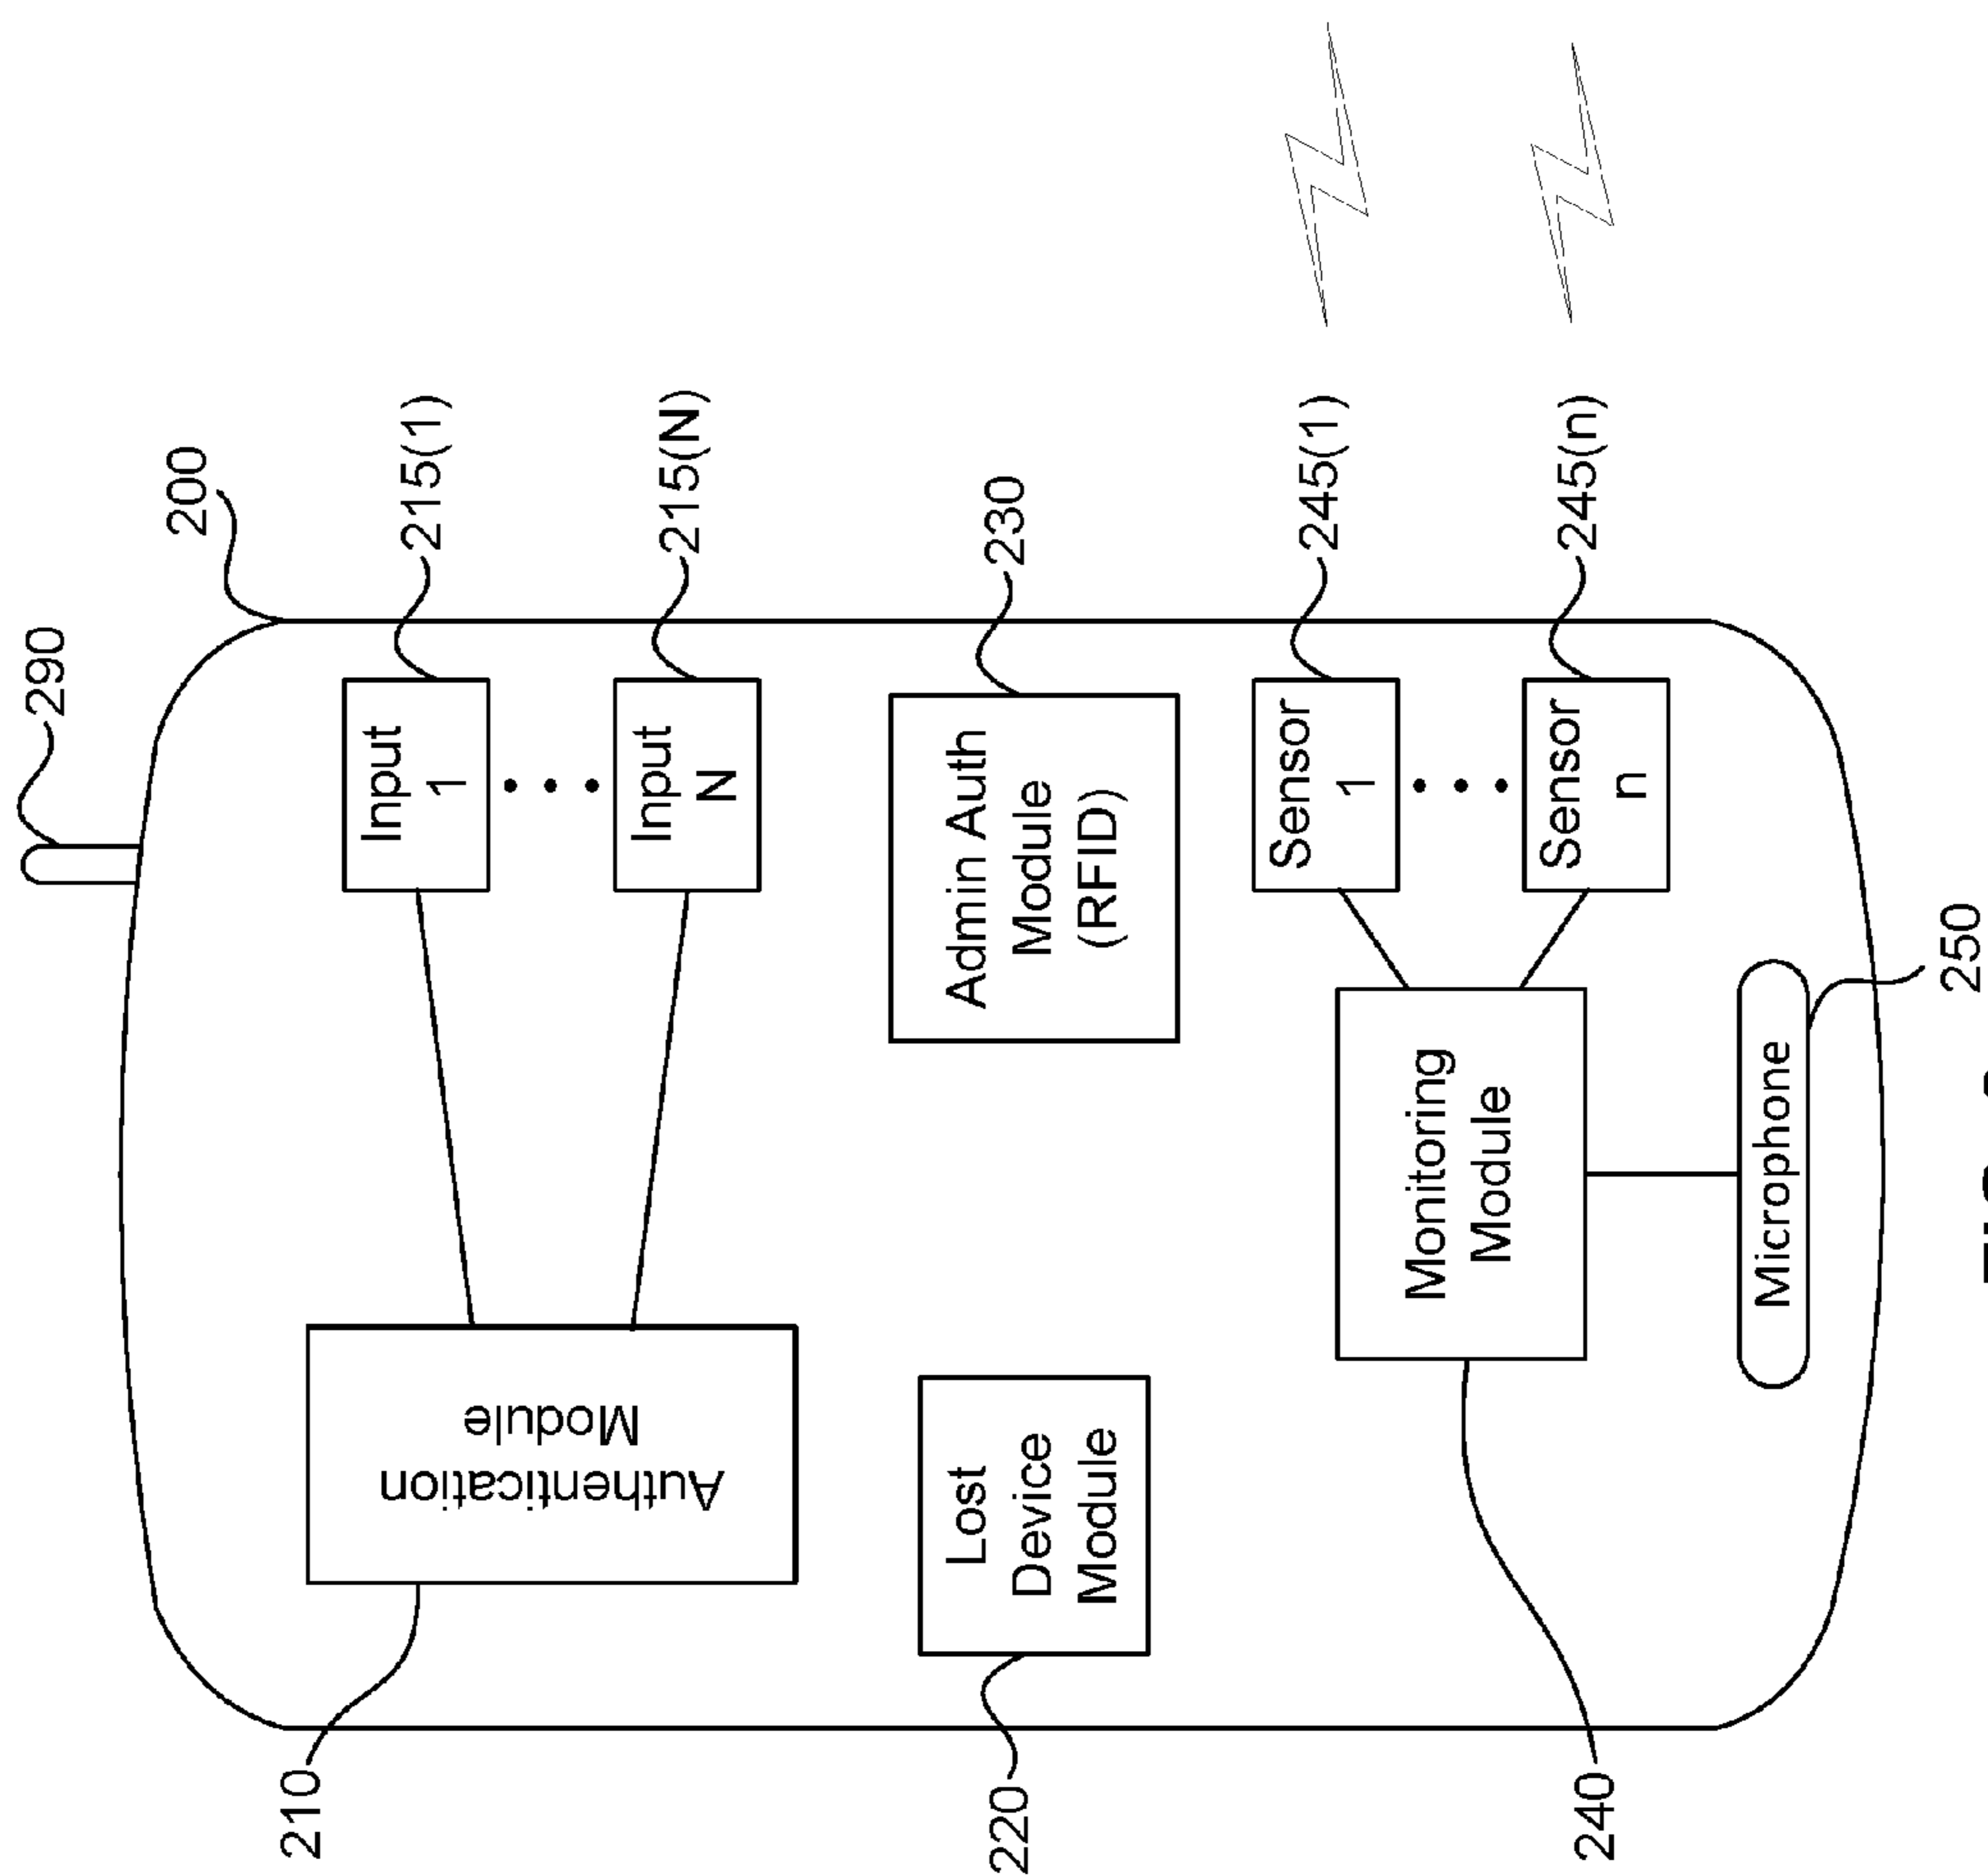 290
200
210
Authentication
Module
Input
1
215(1)
Input
N
215(N)
220
Lost
Device
Module
Admin Auth
Module
(RFID)
230
240
Monitoring
Module
Sensor
1
245(1)
Sensor
n
245(n)
Microphone
250